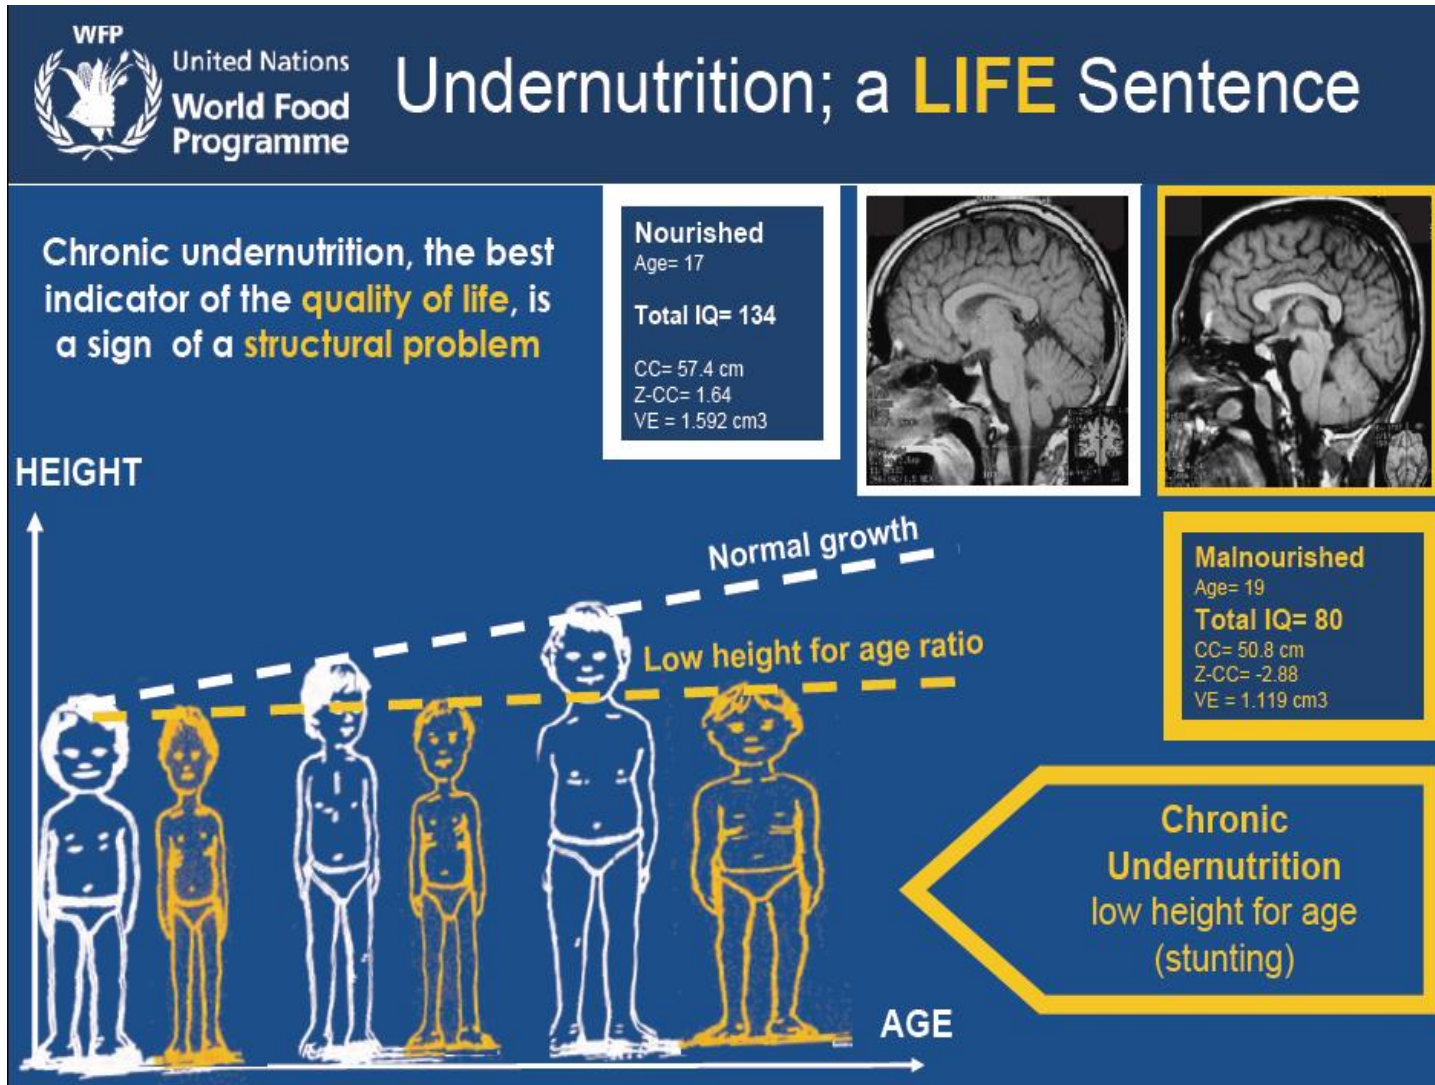 WFP
United Nations
World Food
Programme
Undernutrition; a LIFE Sentence
Chronic undernutrition, the best
indicator of the quality of life, is
a sign of a structural problem
Nourished
Age= 17
Total IQ= 134
CC= 57.4 cm
Z-CC= 1.64
VE = 1.592 cm3
HEIGHT
Normal growth
Low height for age ratio
Malnourished
Age= 19
Total IQ= 80
CC= 50.8 cm
Z-CC= -2.88
VE = 1.119 cm3
Chronic
Undernutrition
low height for age
(stunting)
AGE